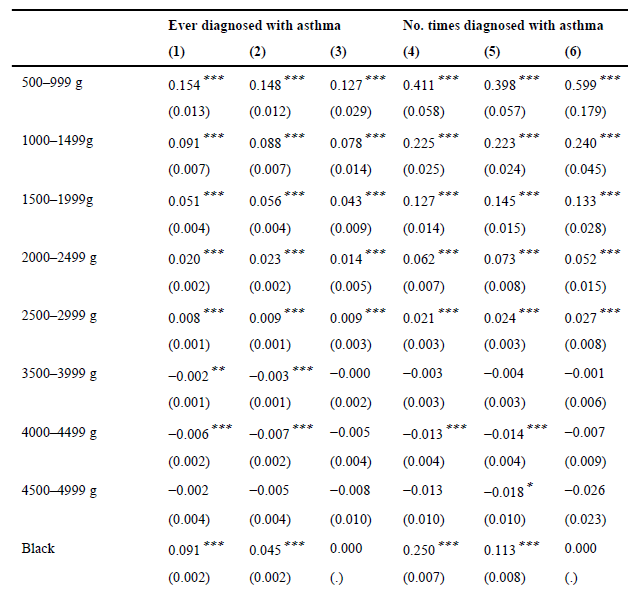 Ever diagnosed with asthma No. times diagnosed with asthma
(1) (2) (3) (4) (5) (6)
500–999 g 0.154 *** 0.148 *** 0.127 *** 0.411 *** 0.398 *** 0.599 ***
(0.013) (0.012) (0.029) (0.058) (0.057) (0.179)
1000–1499g 0.091 *** 0.088 *** 0.078 *** 0.225 *** 0.223 *** 0.240 ***
(0.007) (0.007) (0.014) (0.025) (0.024) (0.045)
1500–1999g 0.051 *** 0.056 *** 0.043 *** 0.127 *** 0.145 *** 0.133 ***
(0.004) (0.004) (0.009) (0.014) (0.015) (0.028)
2000–2499 g 0.020 *** 0.023 *** 0.014 *** 0.062 *** 0.073 *** 0.052 ***
(0.002) (0.002) (0.005) (0.007) (0.008) (0.015)
2500–2999 g 0.008 *** 0.009 *** 0.009 *** 0.021 *** 0.024 *** 0.027 ***
(0.001) (0.001) (0.003) (0.003) (0.003) (0.008)
3500–3999 g −0.002 ** −0.003 *** −0.000 −0.003 −0.004 −0.001
(0.001) (0.001) (0.002) (0.003) (0.003) (0.006)
4000–4499 g −0.006 *** −0.007 *** −0.005 −0.013 *** −0.014 *** −0.007
(0.002) (0.002) (0.004) (0.004) (0.004) (0.009)
4500–4999 g −0.002 −0.005 −0.008 −0.013 −0.018 * −0.026
(0.004) (0.004) (0.010) (0.010) (0.010) (0.023)
Black 0.091 *** 0.045 *** 0.000 0.250 *** 0.113 *** 0.000
(0.002) (0.002) (.) (0.007) (0.008) (.)